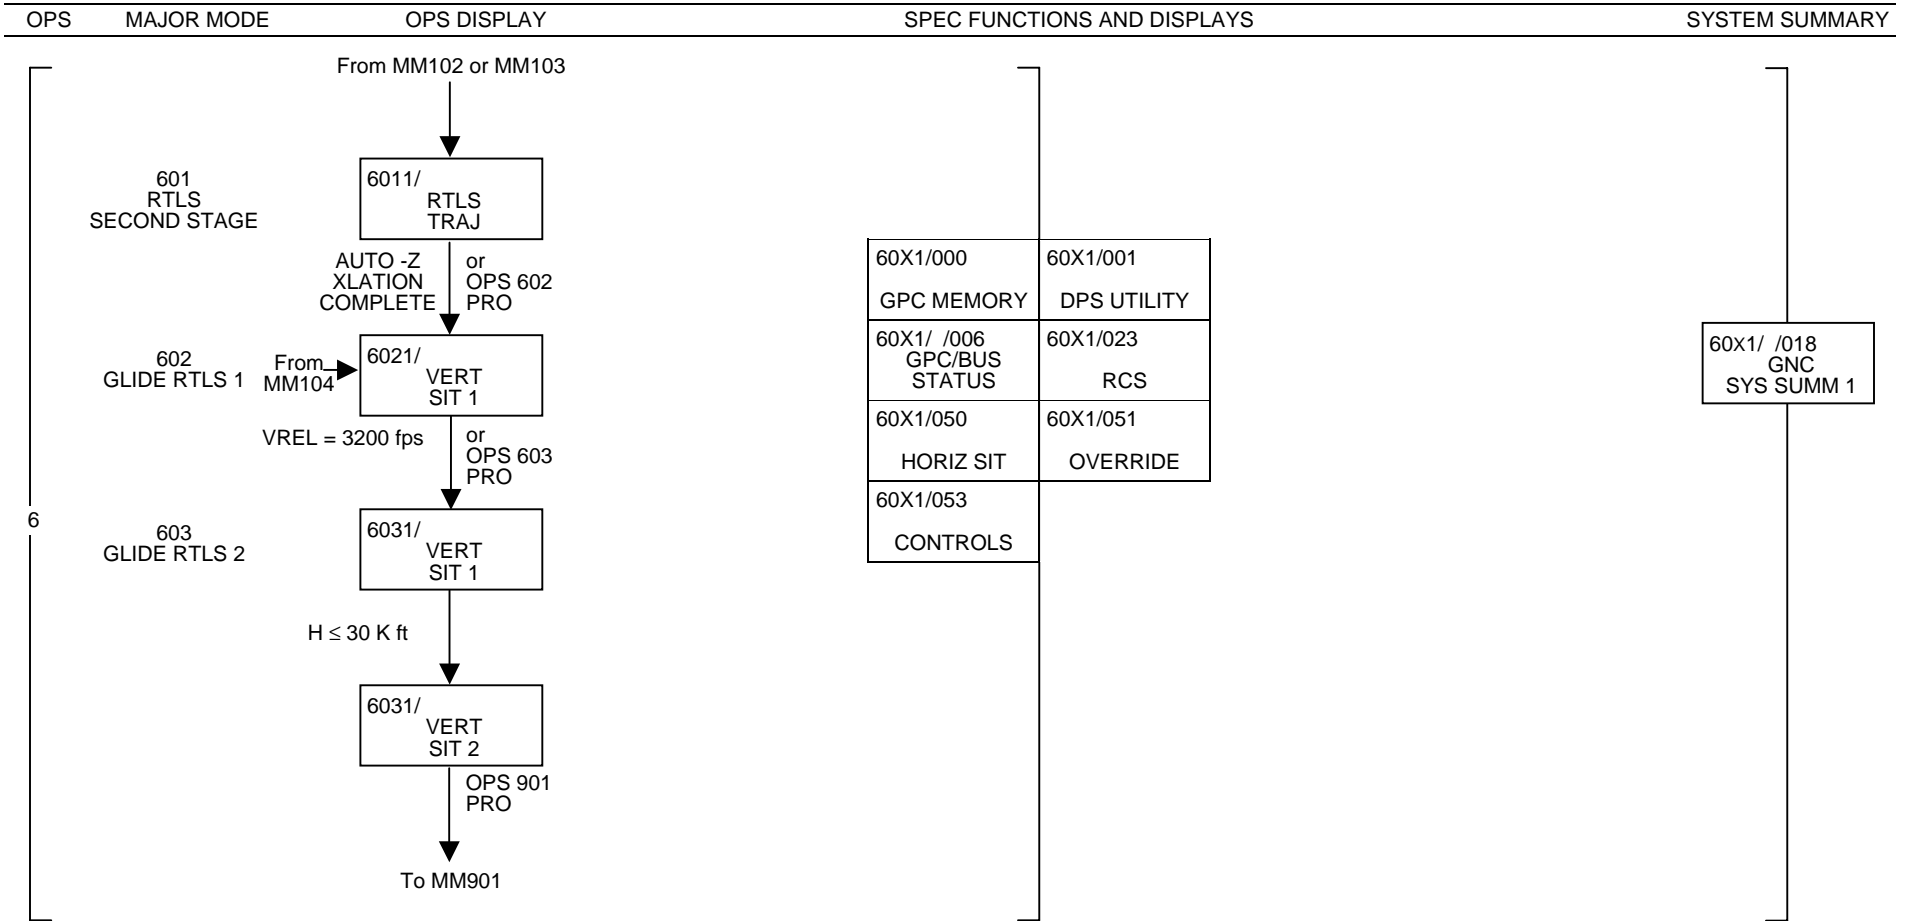 OPS MAJOR MODE OPS DISPLAY SPEC FUNCTIONS AND DISPLAYS SYSTEM SUMMARY
6
From MM102 or MM103
601
RTLS
SECOND STAGE
6011/
RTLS
TRAJ
AUTO -Z
XLATION
COMPLETE
or
OPS 602
PRO
602
GLIDE RTLS 1
From
MM104
6021/
VERT
SIT 1
VREL = 3200 fps
or
OPS 603
PRO
603
GLIDE RTLS 2
6031/
VERT
SIT 1
H ≤ 30 K ft
6031/
VERT
SIT 2
OPS 901
PRO
To MM901
60X1/000
GPC MEMORY
60X1/001
DPS UTILITY
60X1/ /006
GPC/BUS
STATUS
60X1/023
RCS
60X1/050
HORIZ SIT
60X1/051
OVERRIDE
60X1/053
CONTROLS
60X1/ /018
GNC
SYS SUMM 1